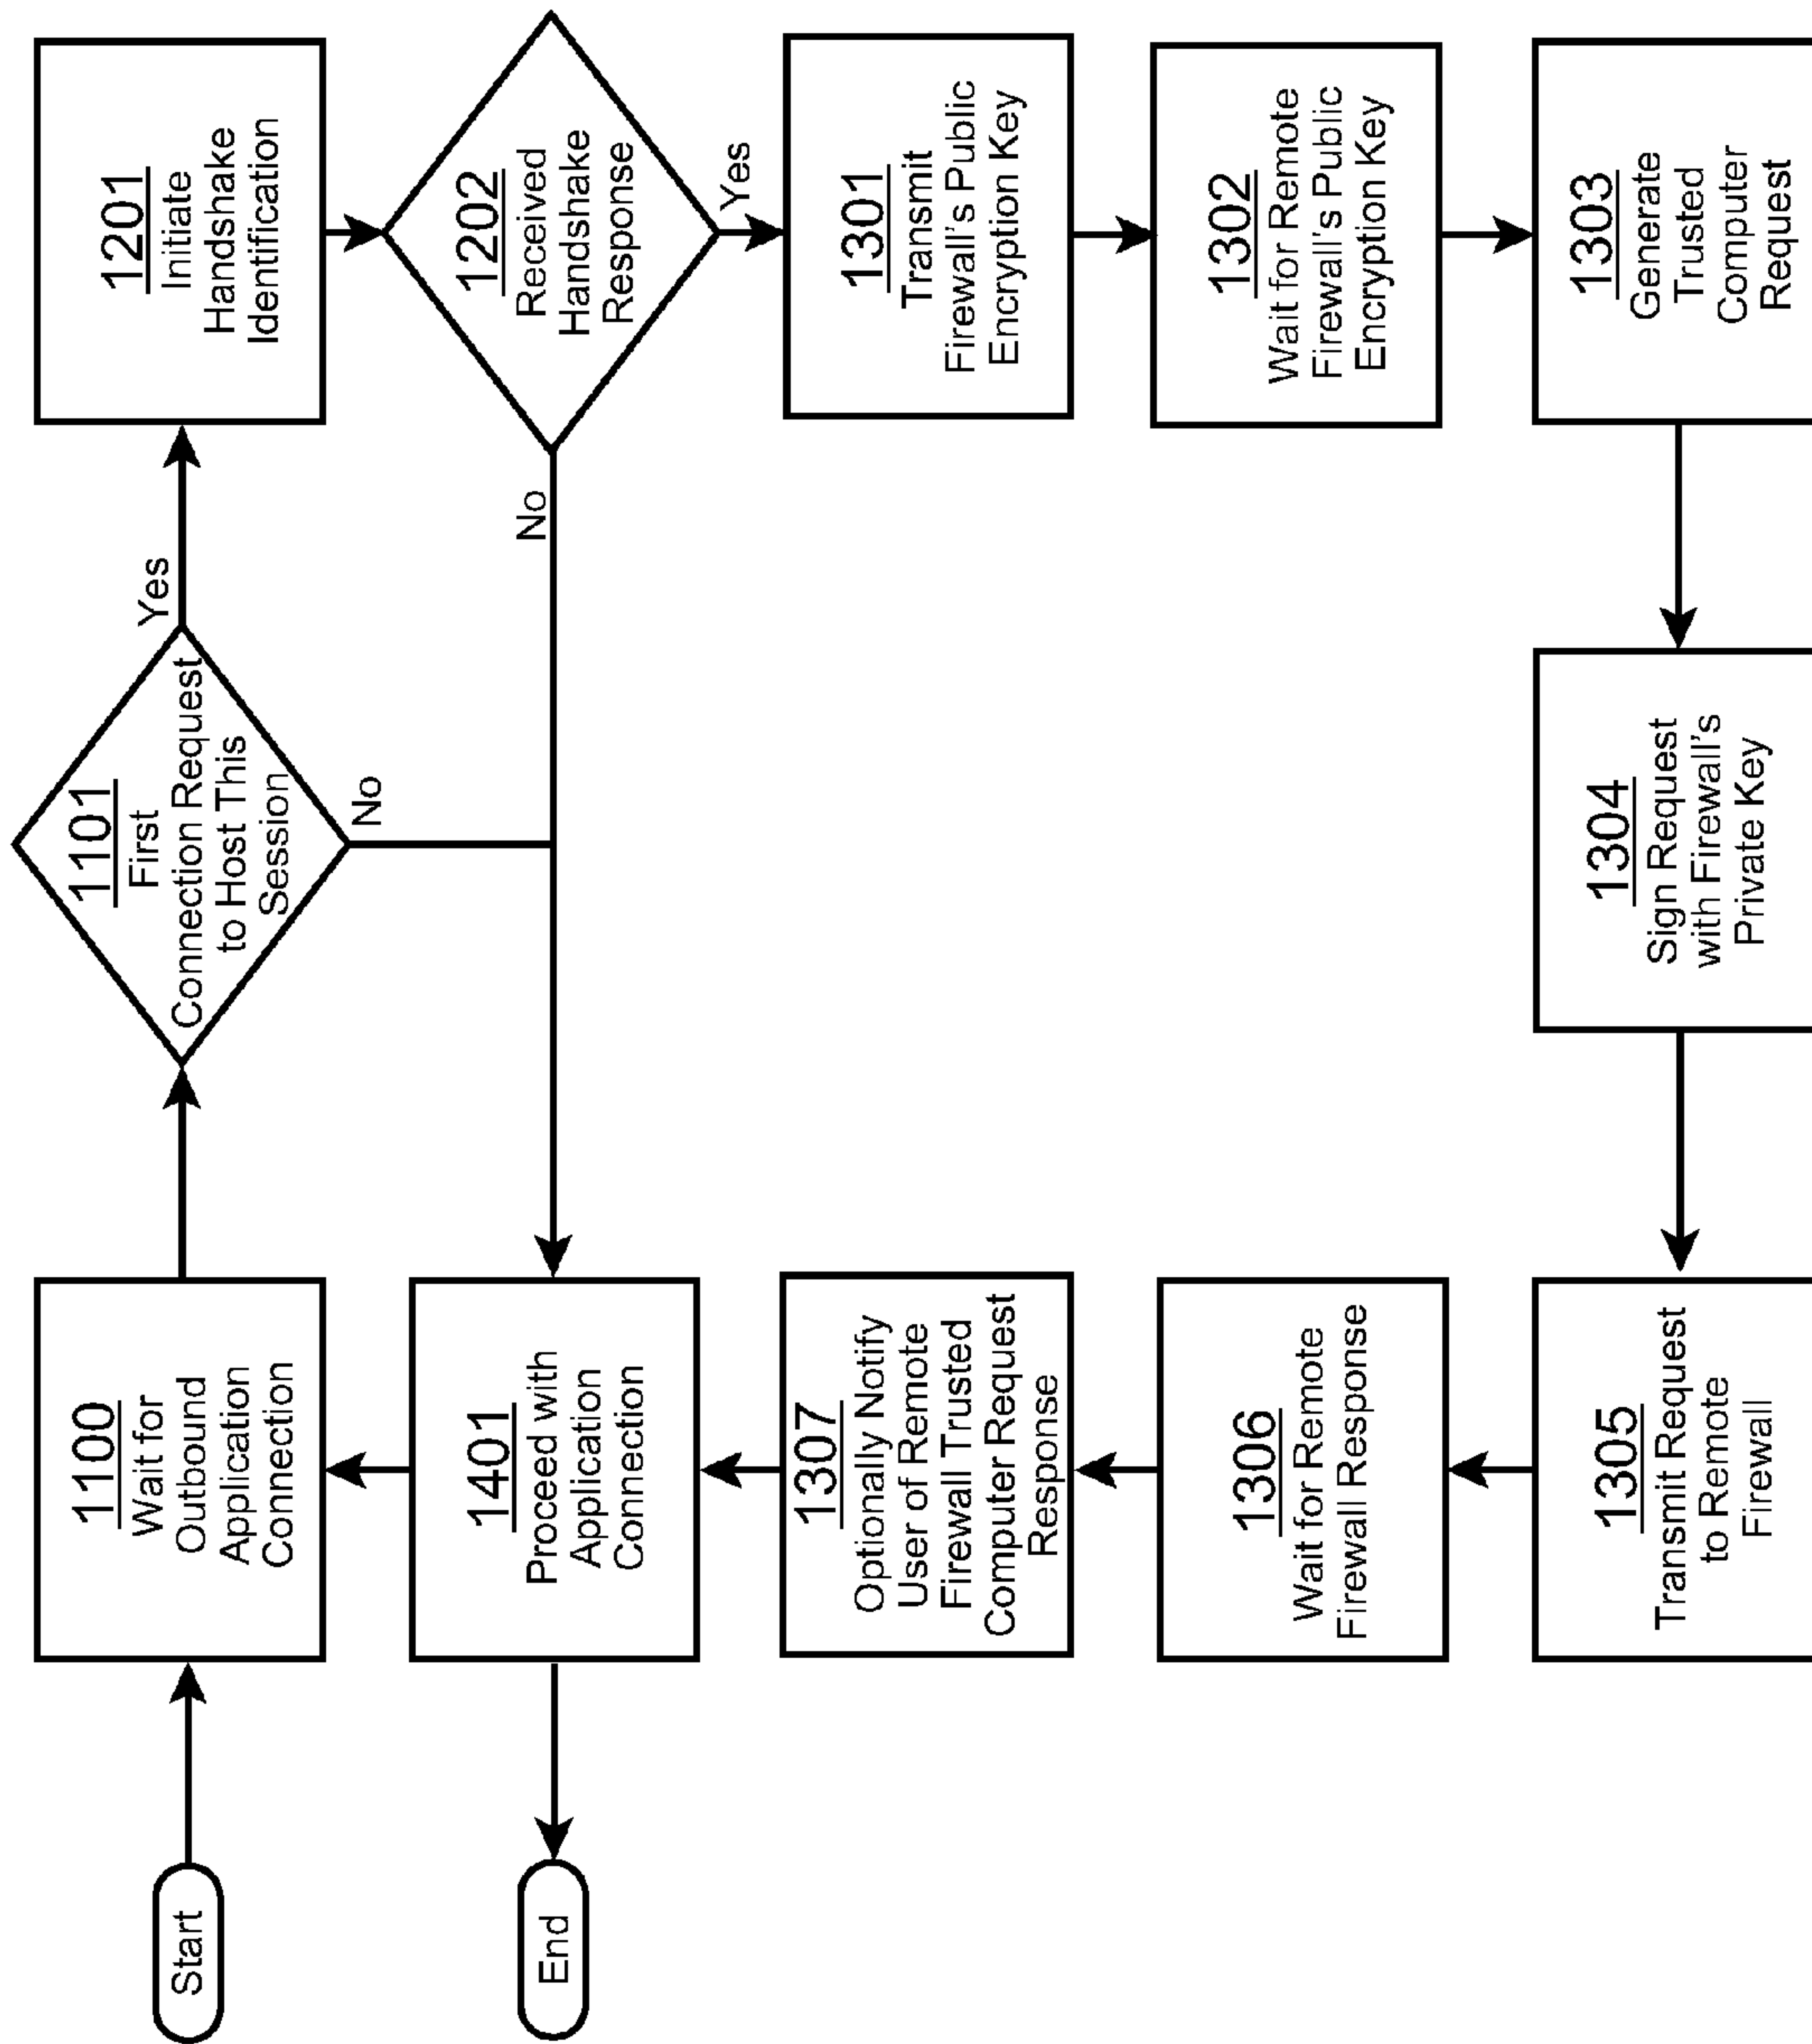 Start
1100
Wait for
Outbound
Application
Connection
1101
First
Connection Request
to Host This
Session
Yes
No
1201
Initiate
Handshake
Identification
End
1401
Proceed with
Application
Connection
No
1202
Received
Handshake
Response
Yes
1307
Optionally Notify
User of Remote
Firewall Trusted
Computer Request
Response
1301
Transmit
Firewall's Public
Encryption Key
1306
Wait for Remote
Firewall Response
1302
Wait for Remote
Firewall's Public
Encryption Key
1305
Transmit Request
to Remote
Firewall
1304
Sign Request
with Firewall's
Private Key
1303
Generate
Trusted
Computer
Request